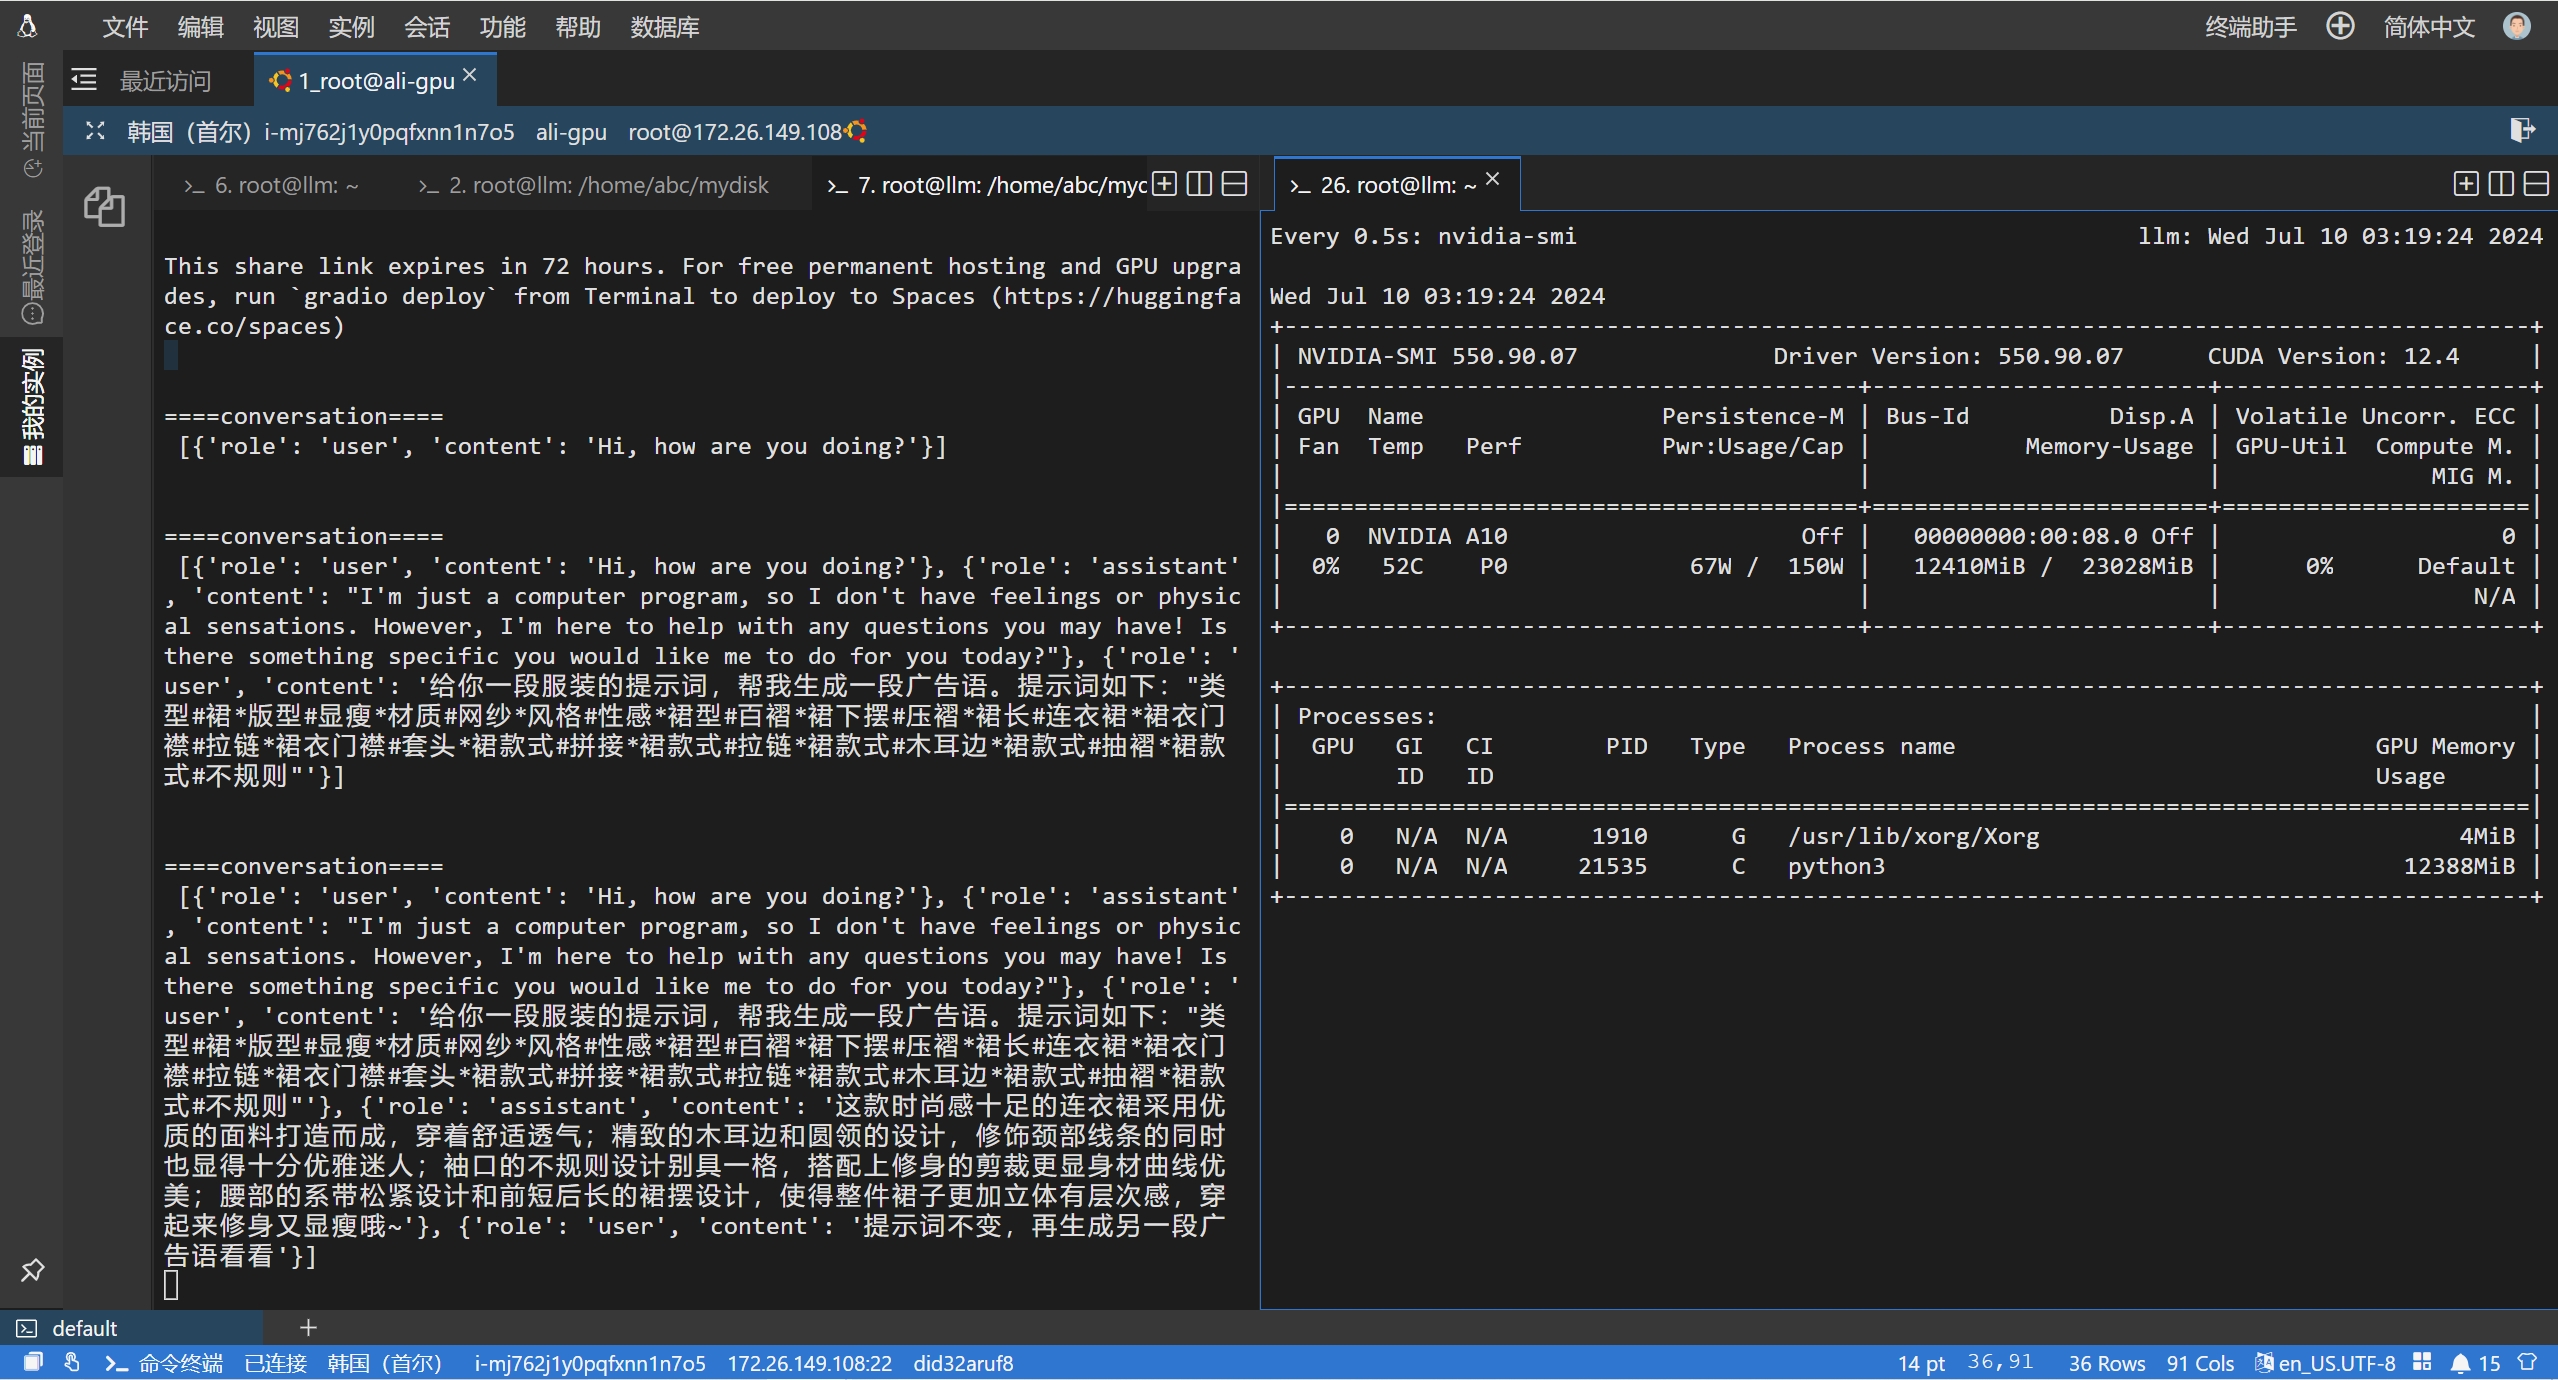 文件 编辑 视图 实例 会话 功能 帮助 数据库 终端助手 简体中文
当前页面
最近登录
我的实例
最近访问 1_root@ali-gpu
韩国（首尔） i-mj762j1y0pqfxnn1n7o5 ali-gpu root@172.26.149.108
6. root@llm: ~ 2. root@llm: /home/abc/mydisk 7. root@llm: /home/abc/myc
This share link expires in 72 hours. For free permanent hosting and GPU upgra
des, run `gradio deploy` from Terminal to deploy to Spaces (https://huggingfa
ce.co/spaces)
====conversation====
[{'role': 'user', 'content': 'Hi, how are you doing?'}]
====conversation====
[{'role': 'user', 'content': 'Hi, how are you doing?'}, {'role': 'assistant'
, 'content': "I'm just a computer program, so I don't have feelings or physic
al sensations. However, I'm here to help with any questions you may have! Is
there something specific you would like me to do for you today?"}, {'role': '
user', 'content': '给你一段服装的提示词，帮我生成一段广告语。提示词如下："类
型#裙*版型#显瘦*材质#网纱*风格#性感*裙型#百褶*裙下摆#压褶*裙长#连衣裙*裙衣门
襟#拉链*裙衣门襟#套头*裙款式#拼接*裙款式#拉链*裙款式#木耳边*裙款式#抽褶*裙款
式#不规则"'}]
====conversation====
[{'role': 'user', 'content': 'Hi, how are you doing?'}, {'role': 'assistant'
, 'content': "I'm just a computer program, so I don't have feelings or physic
al sensations. However, I'm here to help with any questions you may have! Is
there something specific you would like me to do for you today?"}, {'role': '
user', 'content': '给你一段服装的提示词，帮我生成一段广告语。提示词如下："类
型#裙*版型#显瘦*材质#网纱*风格#性感*裙型#百褶*裙下摆#压褶*裙长#连衣裙*裙衣门
襟#拉链*裙衣门襟#套头*裙款式#拼接*裙款式#拉链*裙款式#木耳边*裙款式#抽褶*裙款
式#不规则"'}, {'role': 'assistant', 'content': '这款时尚感十足的连衣裙采用优
质的面料打造而成，穿着舒适透气；精致的木耳边和圆领的设计，修饰颈部线条的同时
也显得十分优雅迷人；袖口的不规则设计别具一格，搭配上修身的剪裁更显身材曲线优
美；腰部的系带松紧设计和前短后长的裙摆设计，使得整件裙子更加立体有层次感，穿
起来修身又显瘦哦~'}, {'role': 'user', 'content': '提示词不变，再生成另一段广
告语看看'}]
26. root@llm: ~
Every 0.5s: nvidia-smi llm: Wed Jul 10 03:19:24 2024
Wed Jul 10 03:19:24 2024
+-----------------------------------------------------------------------------------------+
| NVIDIA-SMI 550.90.07 Driver Version: 550.90.07 CUDA Version: 12.4 |
|-----------------------------------------+------------------------+----------------------+
| GPU Name Persistence-M | Bus-Id Disp.A | Volatile Uncorr. ECC |
| Fan Temp Perf Pwr:Usage/Cap | Memory-Usage | GPU-Util Compute M. |
| | | MIG M. |
|=========================================+========================+======================|
| 0 NVIDIA A10 Off | 00000000:00:08.0 Off | 0 |
| 0% 52C P0 67W / 150W | 12410MiB / 23028MiB | 0% Default |
| | | N/A |
+-----------------------------------------+------------------------+----------------------+
+-----------------------------------------------------------------------------------------+
| Processes: |
| GPU GI CI PID Type Process name GPU Memory |
| ID ID Usage |
|=========================================================================================|
| 0 N/A N/A 1910 G /usr/lib/xorg/Xorg 4MiB |
| 0 N/A N/A 21535 C python3 12388MiB |
+-----------------------------------------------------------------------------------------+
default +
命令终端 已连接 韩国（首尔） i-mj762j1y0pqfxnn1n7o5 172.26.149.108:22 did32aruf8 14 pt 36,91 36 Rows 91 Cols en_US.UTF-8 15